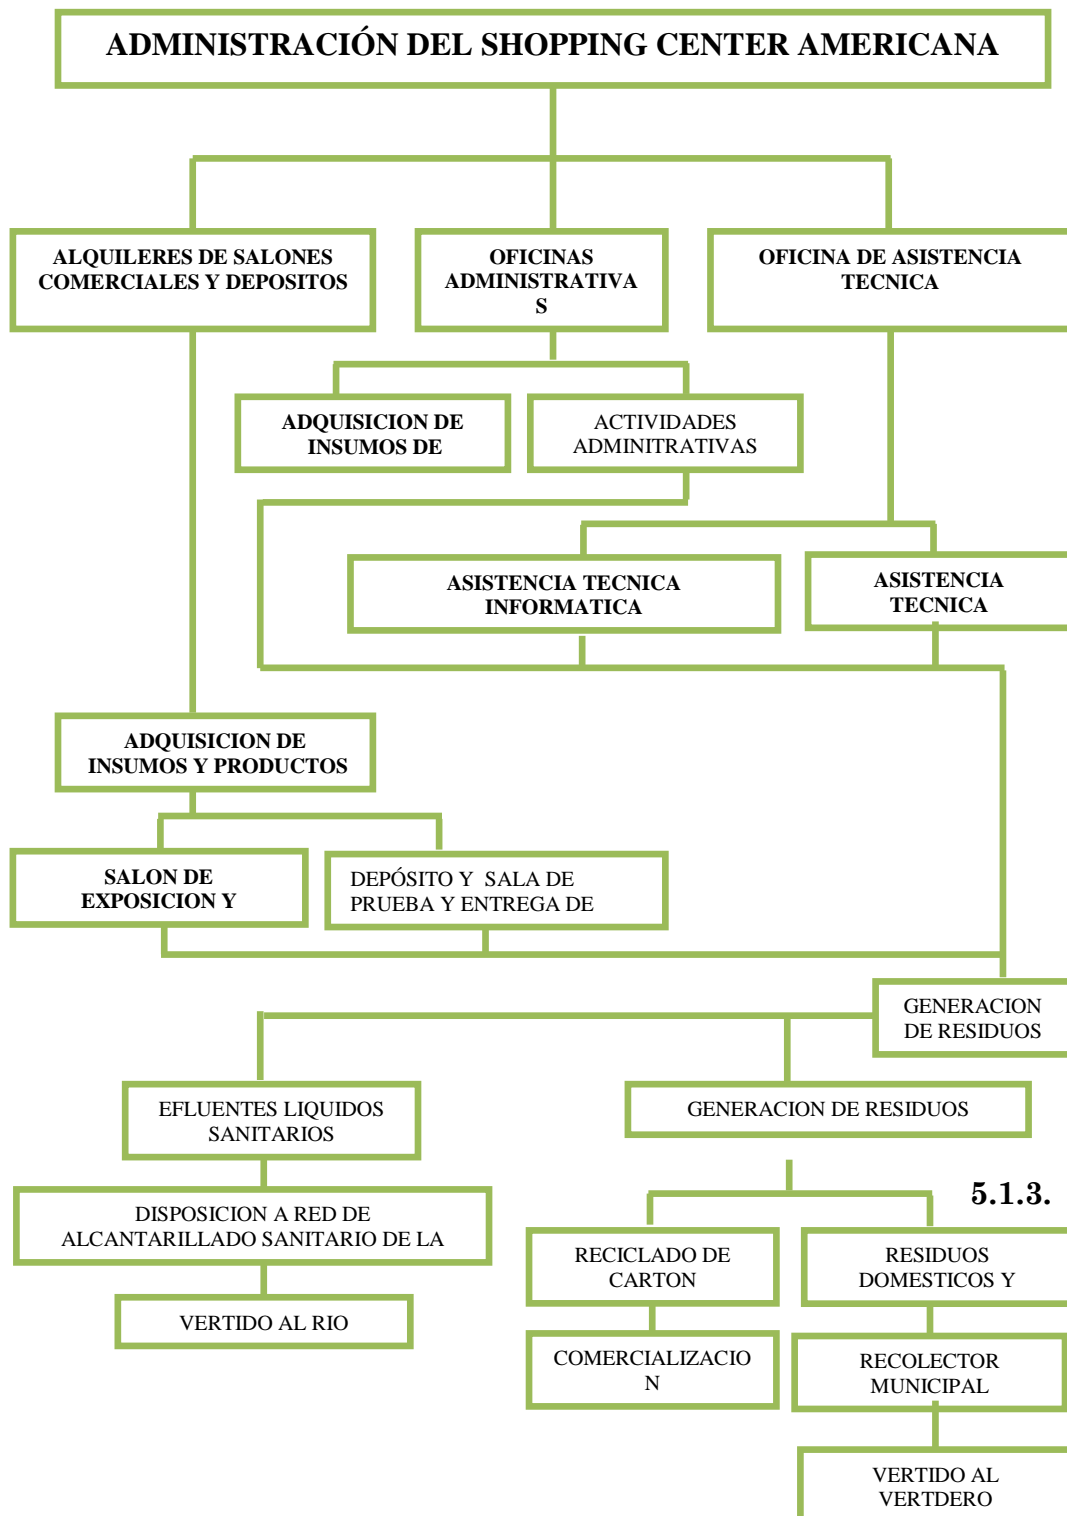 ADMINISTRACIÓN DEL SHOPPING CENTER AMERICANA
ALQUILERES DE SALONES
COMERCIALES Y DEPOSITOS
OFICINAS
ADMINISTRATIVA
S
OFICINA DE ASISTENCIA
TECNICA
ADQUISICION DE
INSUMOS DE
ACTIVIDADES
ADMINITRATIVAS
ASISTENCIA TECNICA
INFORMATICA
ASISTENCIA
TECNICA
ADQUISICION DE
INSUMOS Y PRODUCTOS
SALON DE
EXPOSICION Y
DEPÓSITO Y SALA DE
PRUEBA Y ENTREGA DE
GENERACION
DE RESIDUOS
EFLUENTES LIQUIDOS
SANITARIOS
GENERACION DE RESIDUOS
DISPOSICION A RED DE
ALCANTARILLADO SANITARIO DE LA
5.1.3.
RECICLADO DE
CARTON
RESIDUOS
DOMESTICOS Y
VERTIDO AL RIO
COMERCIALIZACIO
N
RECOLECTOR
MUNICIPAL
VERTIDO AL
VERTDERO